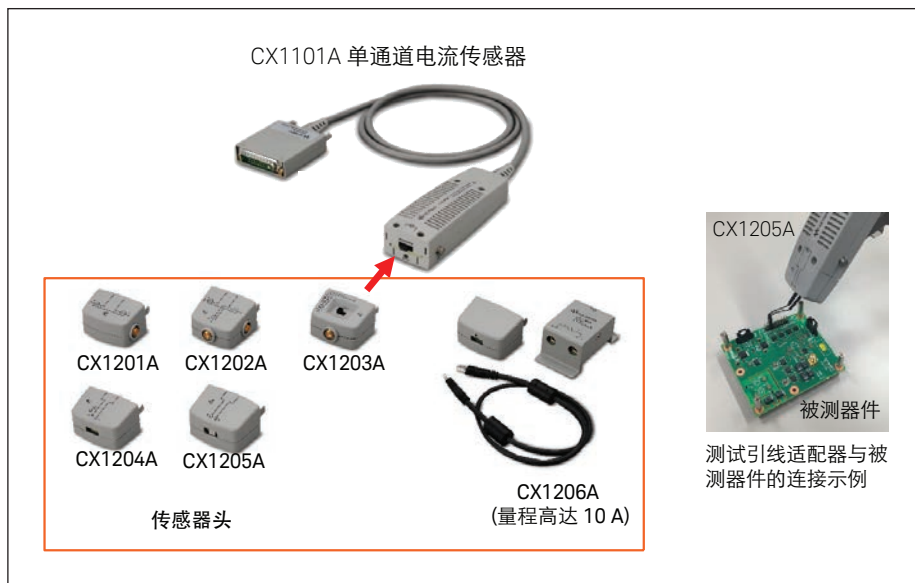 CX1101A 单通道电流传感器
CX1201A
CX1202A
CX1203A
CX1204A
CX1205A
传感器头
CX1206A
(量程高达 10 A)
CX1205A
被测器件
测试引线适配器与被
测器件的连接示例